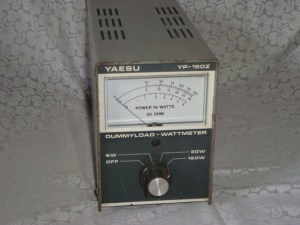 YAESU YP-150Z
POWER IN WATTS
50 OHM
DUMMYLOAD - WATTMETER
6W 30W
OFF 150W